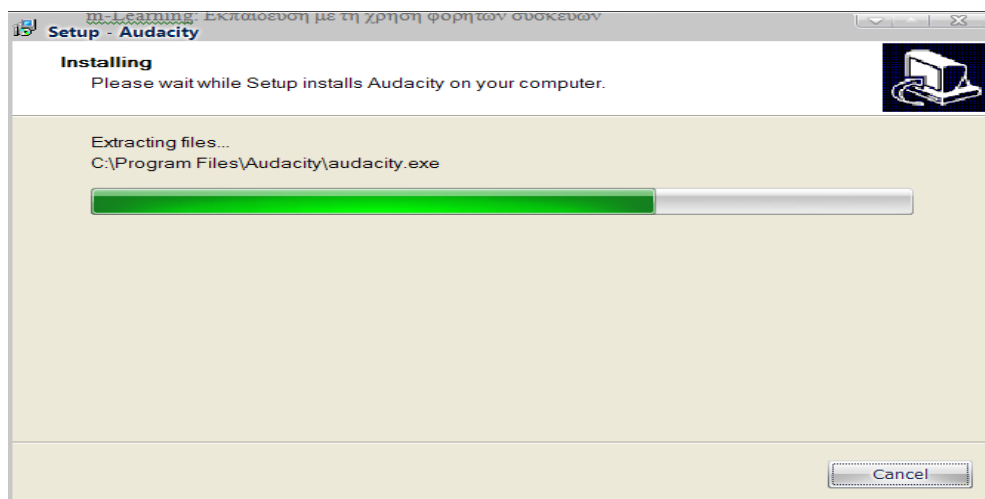 m-Learning: Εκπαίδευση με τη χρήση φορητών συσκευών
Setup - Audacity
Installing
Please wait while Setup installs Audacity on your computer.
Extracting files...
C:\Program Files\Audacity\audacity.exe
Cancel